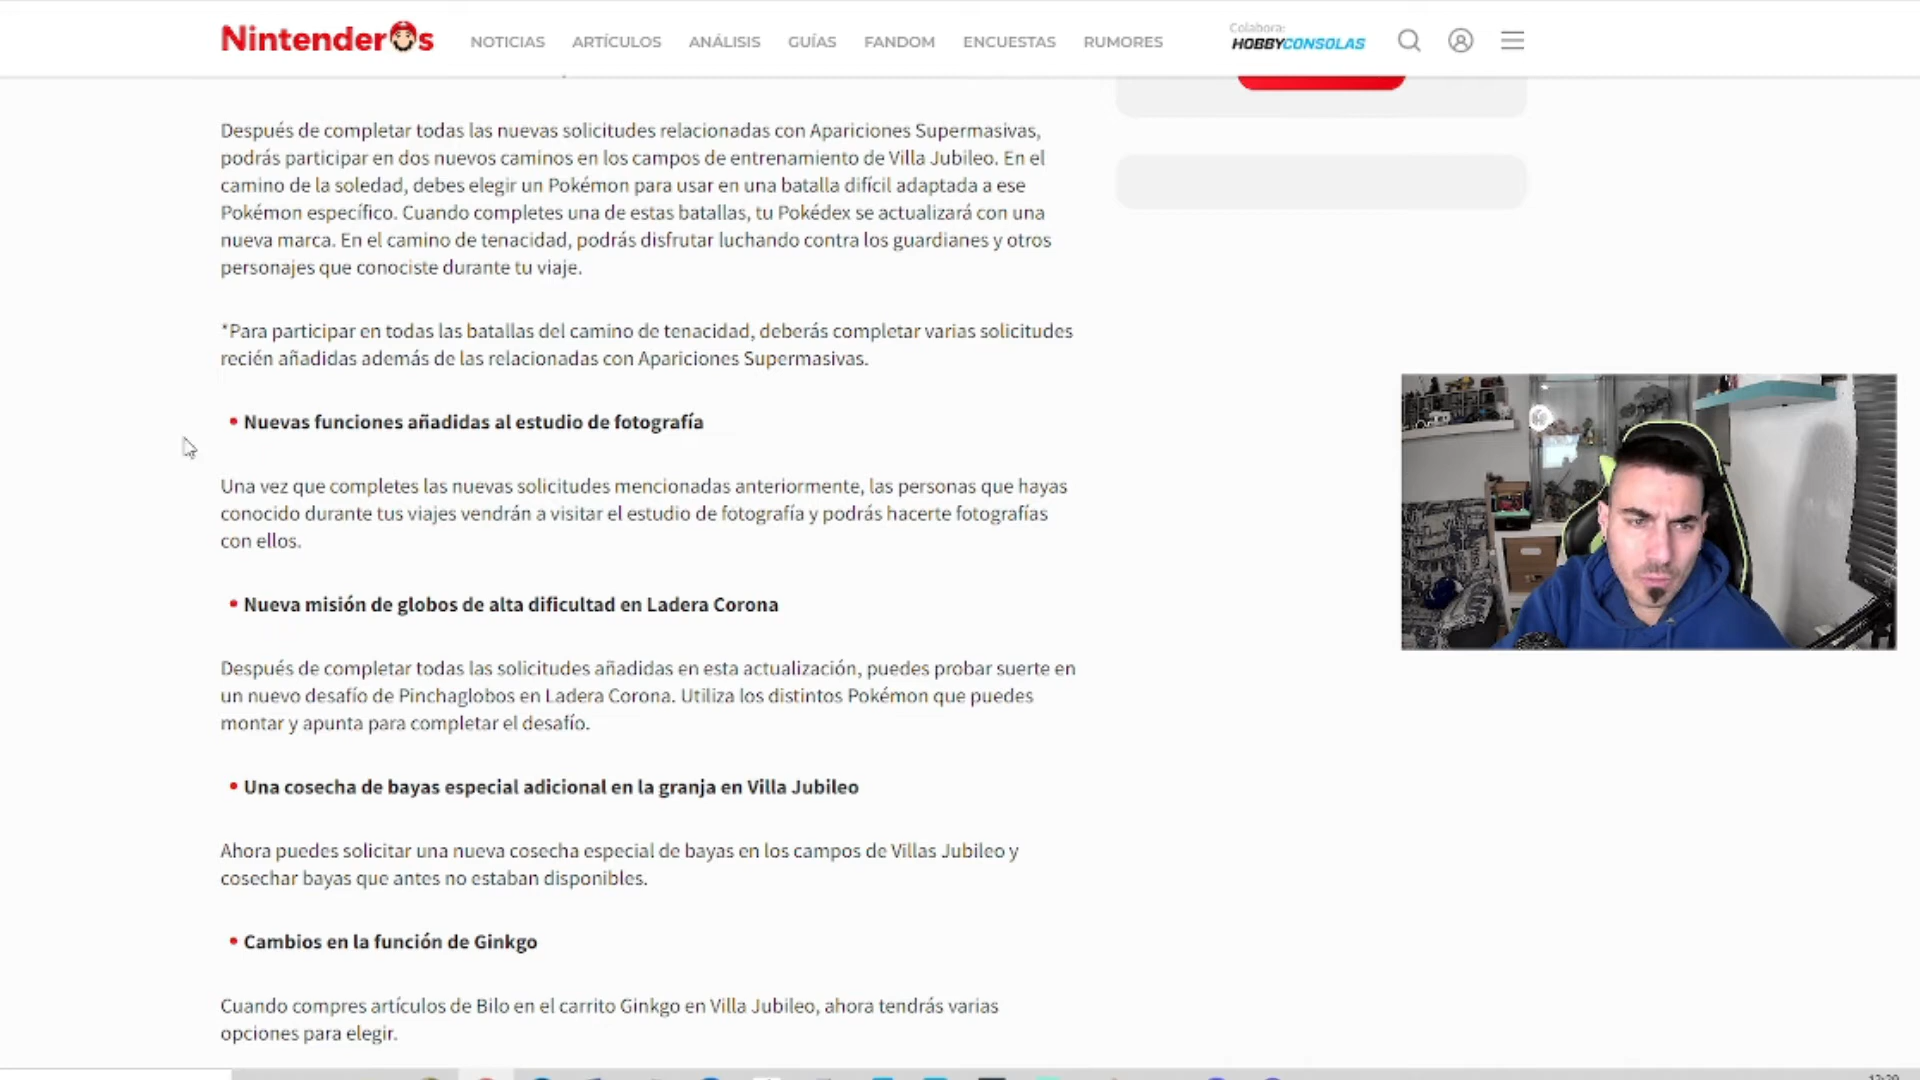 Nintenderos
NOTICIAS ARTÍCULOS ANÁLISIS GUÍAS FANDOM ENCUESTAS RUMORES
Colabora:
HOBBYCONSOLAS
Después de completar todas las nuevas solicitudes relacionadas con Apariciones Supermasivas,
podrás participar en dos nuevos caminos en los campos de entrenamiento de Villa Jubileo. En el
camino de la soledad, debes elegir un Pokémon para usar en una batalla difícil adaptada a ese
Pokémon específico. Cuando completes una de estas batallas, tu Pokédex se actualizará con una
nueva marca. En el camino de tenacidad, podrás disfrutar luchando contra los guardianes y otros
personajes que conociste durante tu viaje.
*Para participar en todas las batallas del camino de tenacidad, deberás completar varias solicitudes
recién añadidas además de las relacionadas con Apariciones Supermasivas.
• Nuevas funciones añadidas al estudio de fotografía
Una vez que completes las nuevas solicitudes mencionadas anteriormente, las personas que hayas
conocido durante tus viajes vendrán a visitar el estudio de fotografía y podrás hacerte fotografías
con ellos.
• Nueva misión de globos de alta dificultad en Ladera Corona
Después de completar todas las solicitudes añadidas en esta actualización, puedes probar suerte en
un nuevo desafío de Pinchaglobos en Ladera Corona. Utiliza los distintos Pokémon que puedes
montar y apunta para completar el desafío.
• Una cosecha de bayas especial adicional en la granja en Villa Jubileo
Ahora puedes solicitar una nueva cosecha especial de bayas en los campos de Villas Jubileo y
cosechar bayas que antes no estaban disponibles.
• Cambios en la función de Ginkgo
Cuando compres artículos de Bilo en el carrito Ginkgo en Villa Jubileo, ahora tendrás varias
opciones para elegir.